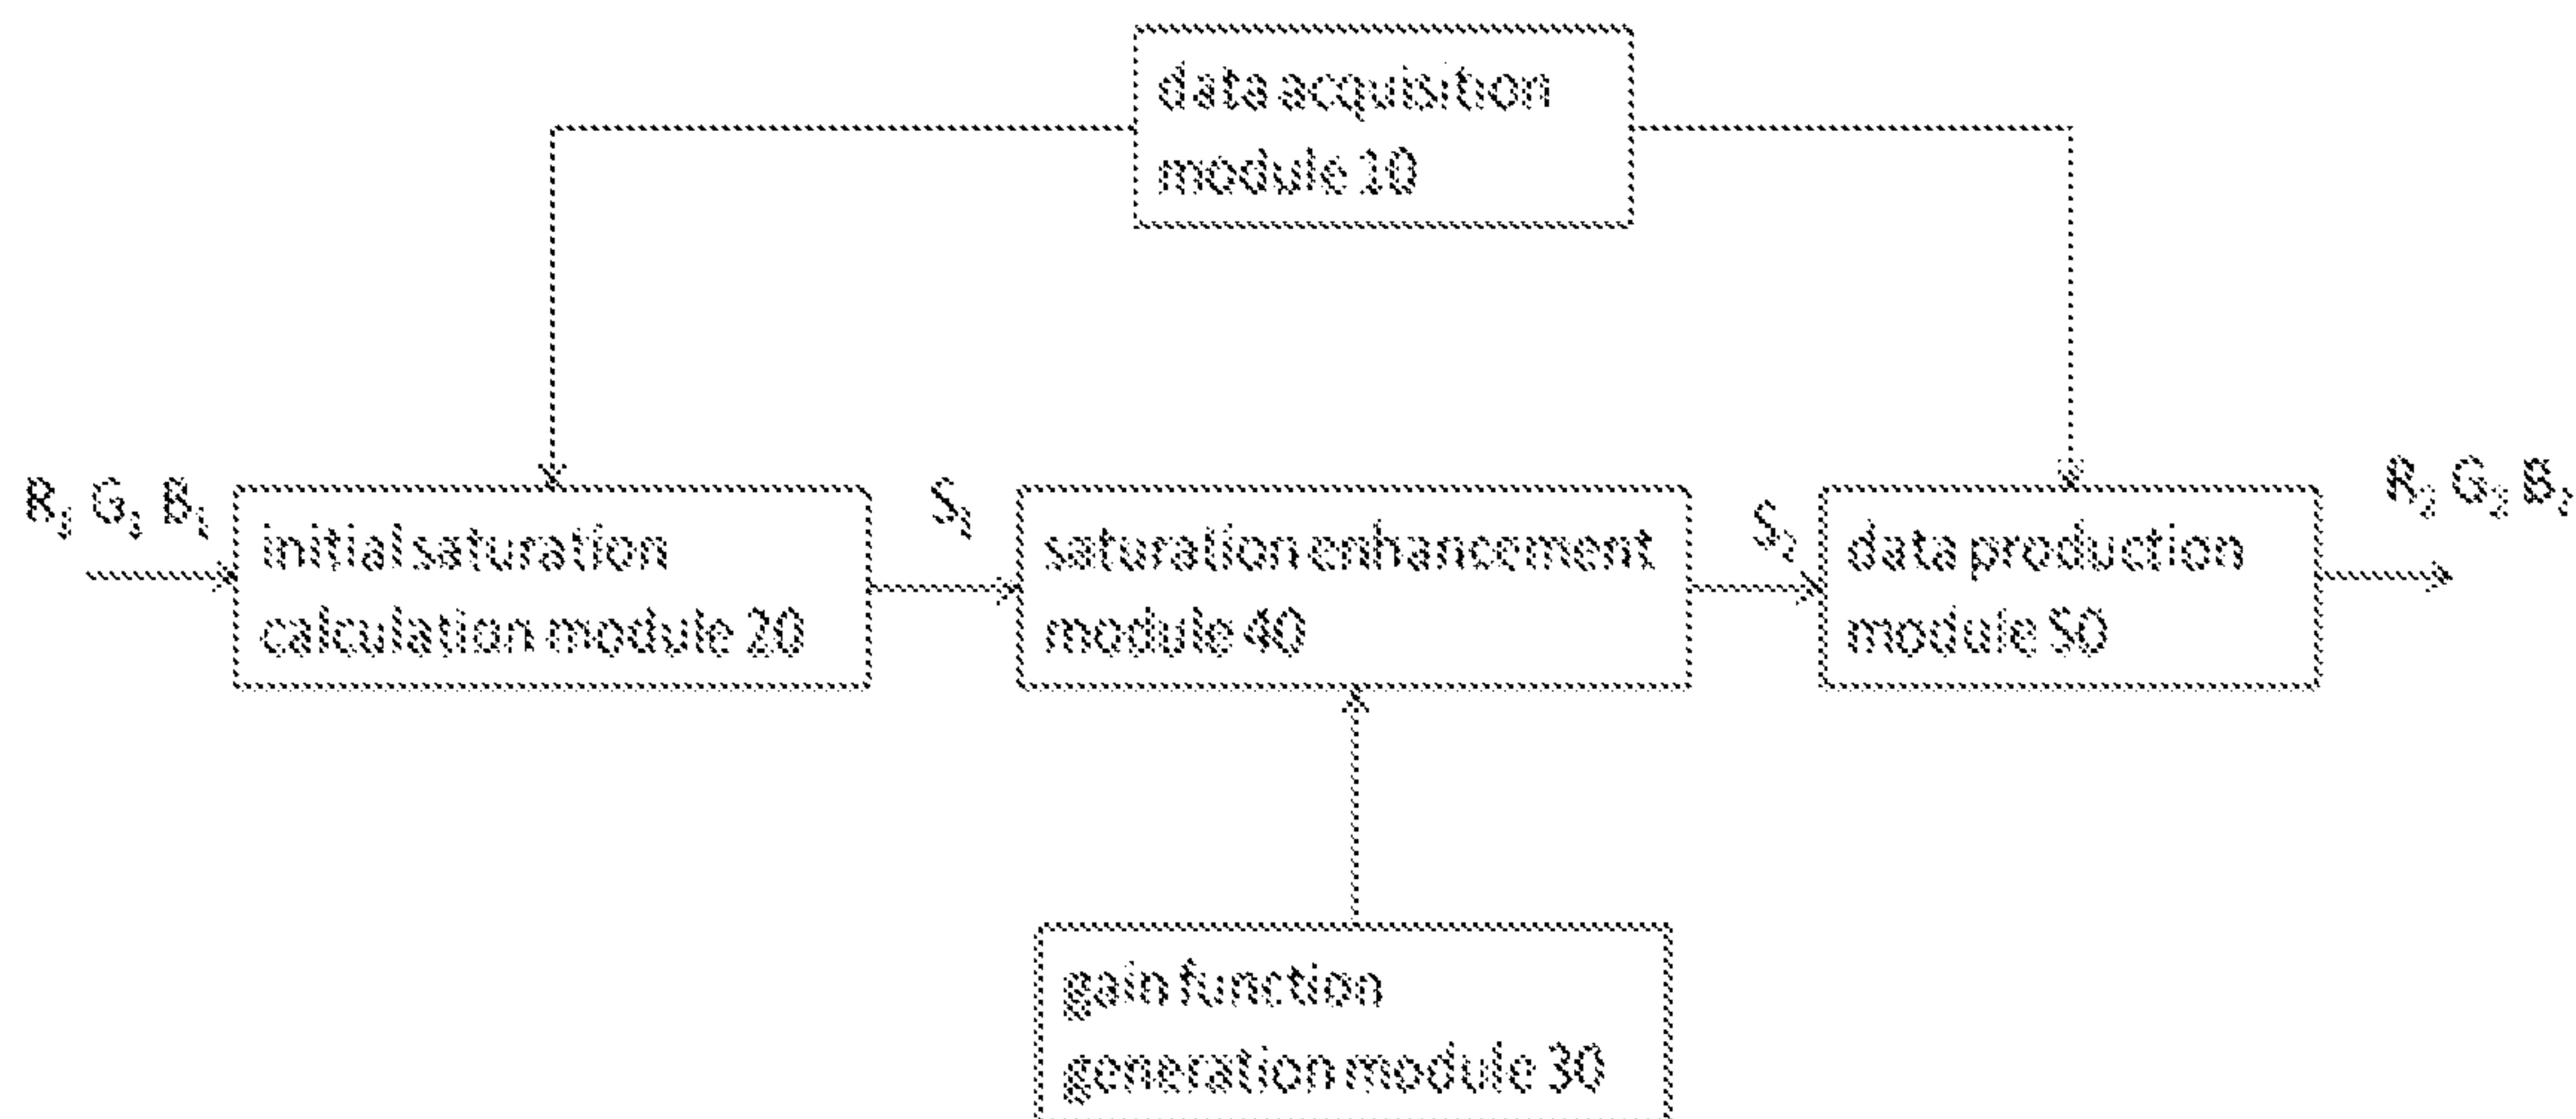 data acquisition
module 10
R₁ G₁ B₁
initial saturation
calculation module 20
S₁
saturation enhancement
module 40
S₂
data production
module 50
R₂ G₂ B₂
gain function
generation module 30